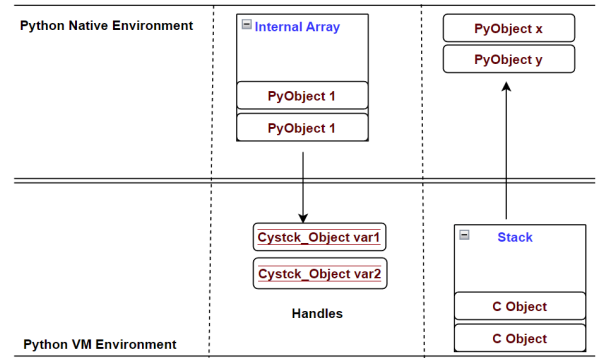 Python Native Environment
Internal Array
PyObject 1
PyObject 1
PyObject x
PyObject y
Cystck_Object var1
Cystck_Object var2
Handles
Stack
C Object
C Object
Python VM Environment